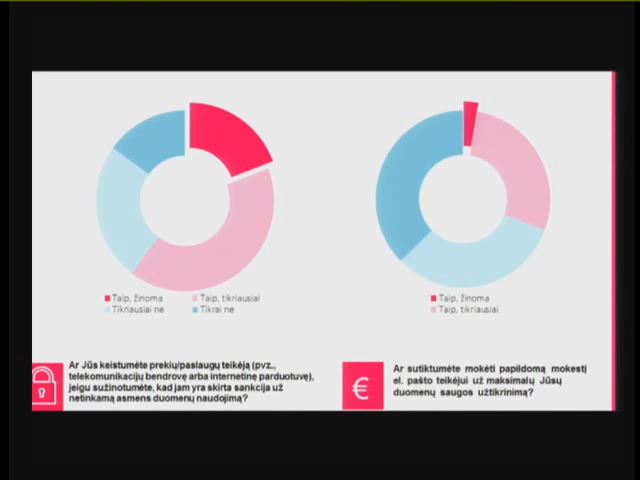 Taip, žinoma
Taip, tikriausiai
Tikriausiai ne
Tikrai ne
Taip, žinoma
Taip, tikriausiai
Ar Jūs keistumėte prekių/paslaugų teikėją (pvz.,
telekomunikacijų bendrovę arba internetinę parduotuvę),
jeigu sužinotumėte, kad jam yra skirta sankcija už
netinkamą asmens duomenų naudojimą?
€
Ar sutiktumėte mokėti papildomą mokestį
el. pašto teikėjui už maksimalų Jūsų
duomenų saugos užtikrinimą?